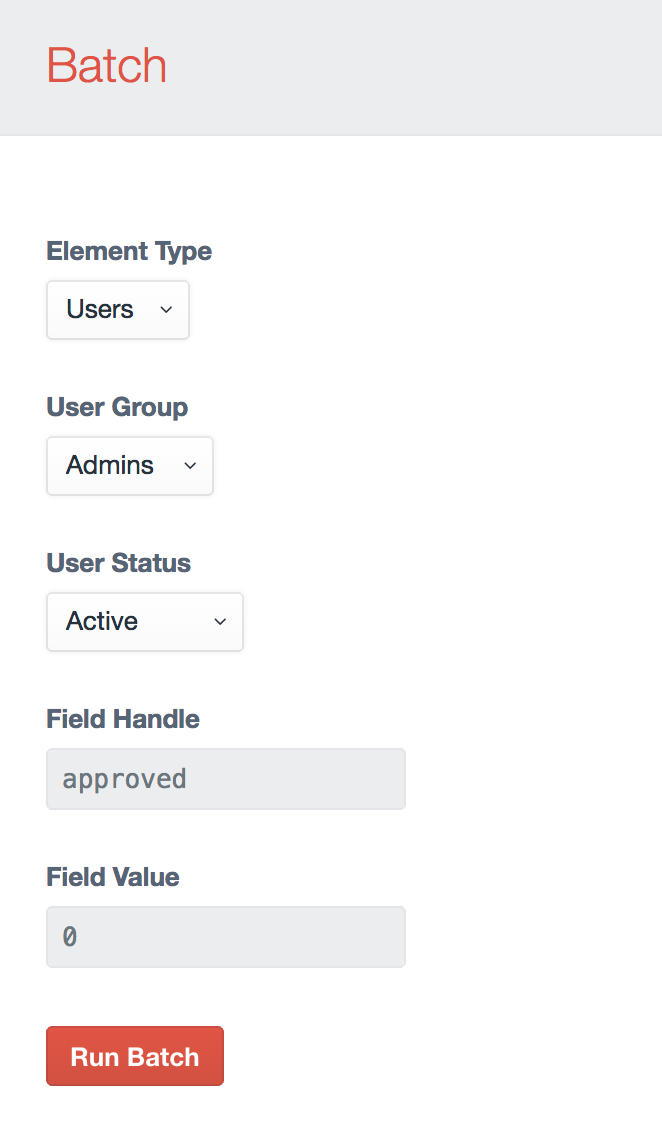 Batch
Element Type
Users
User Group
Admins
User Status
Active
Field Handle
approved
Field Value
0
Run Batch